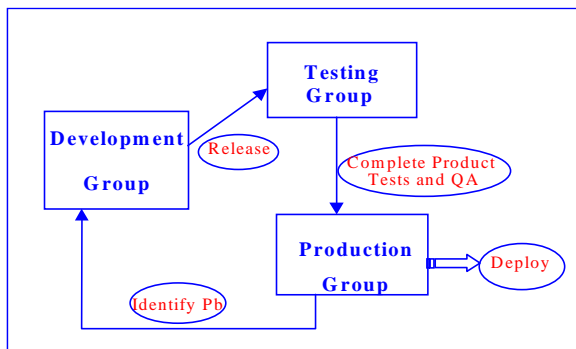 Testing
Group
Development
Group
Release
Complete Product
Tests and QA
Production
Group
Deploy
Identify Pb